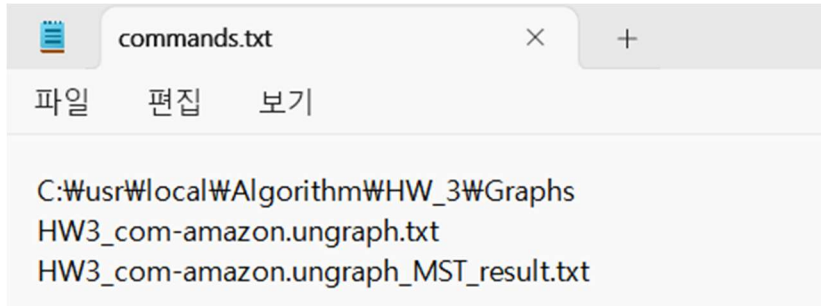 commands.txt
파일 편집 보기
C:₩usr₩local₩Algorithm₩HW_3₩Graphs
HW3_com-amazon.ungraph.txt
HW3_com-amazon.ungraph_MST_result.txt